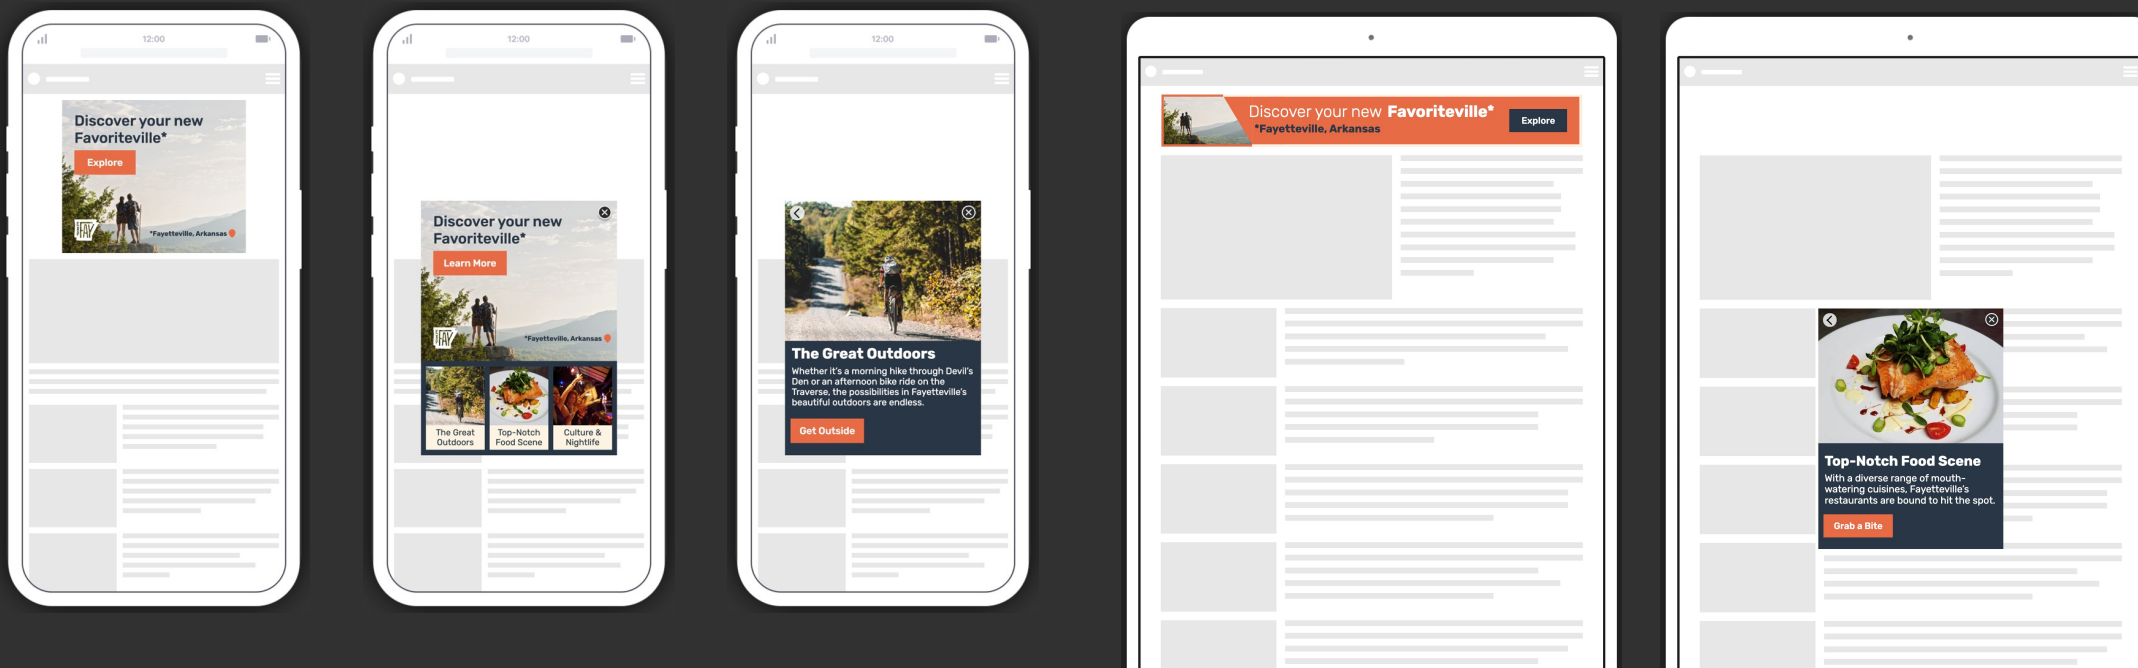 12:00
Discover your new
Favoriteville*
Explore
FAY
*Fayetteville, Arkansas
12:00
Discover your new
Favoriteville*
Learn More
FAY
*Fayetteville, Arkansas
The Great
Outdoors
Top-Notch
Food Scene
Culture &
Nightlife
12:00
The Great Outdoors
Whether it's a morning hike through Devil's
Den or an afternoon bike ride on the
Traverse, the possibilities in Fayetteville's
beautiful outdoors are endless.
Get Outside
Discover your new Favoriteville*
*Fayetteville, Arkansas
Explore
Top-Notch Food Scene
With a diverse range of mouth-
watering cuisines, Fayetteville's
restaurants are bound to hit the spot.
Grab a Bite